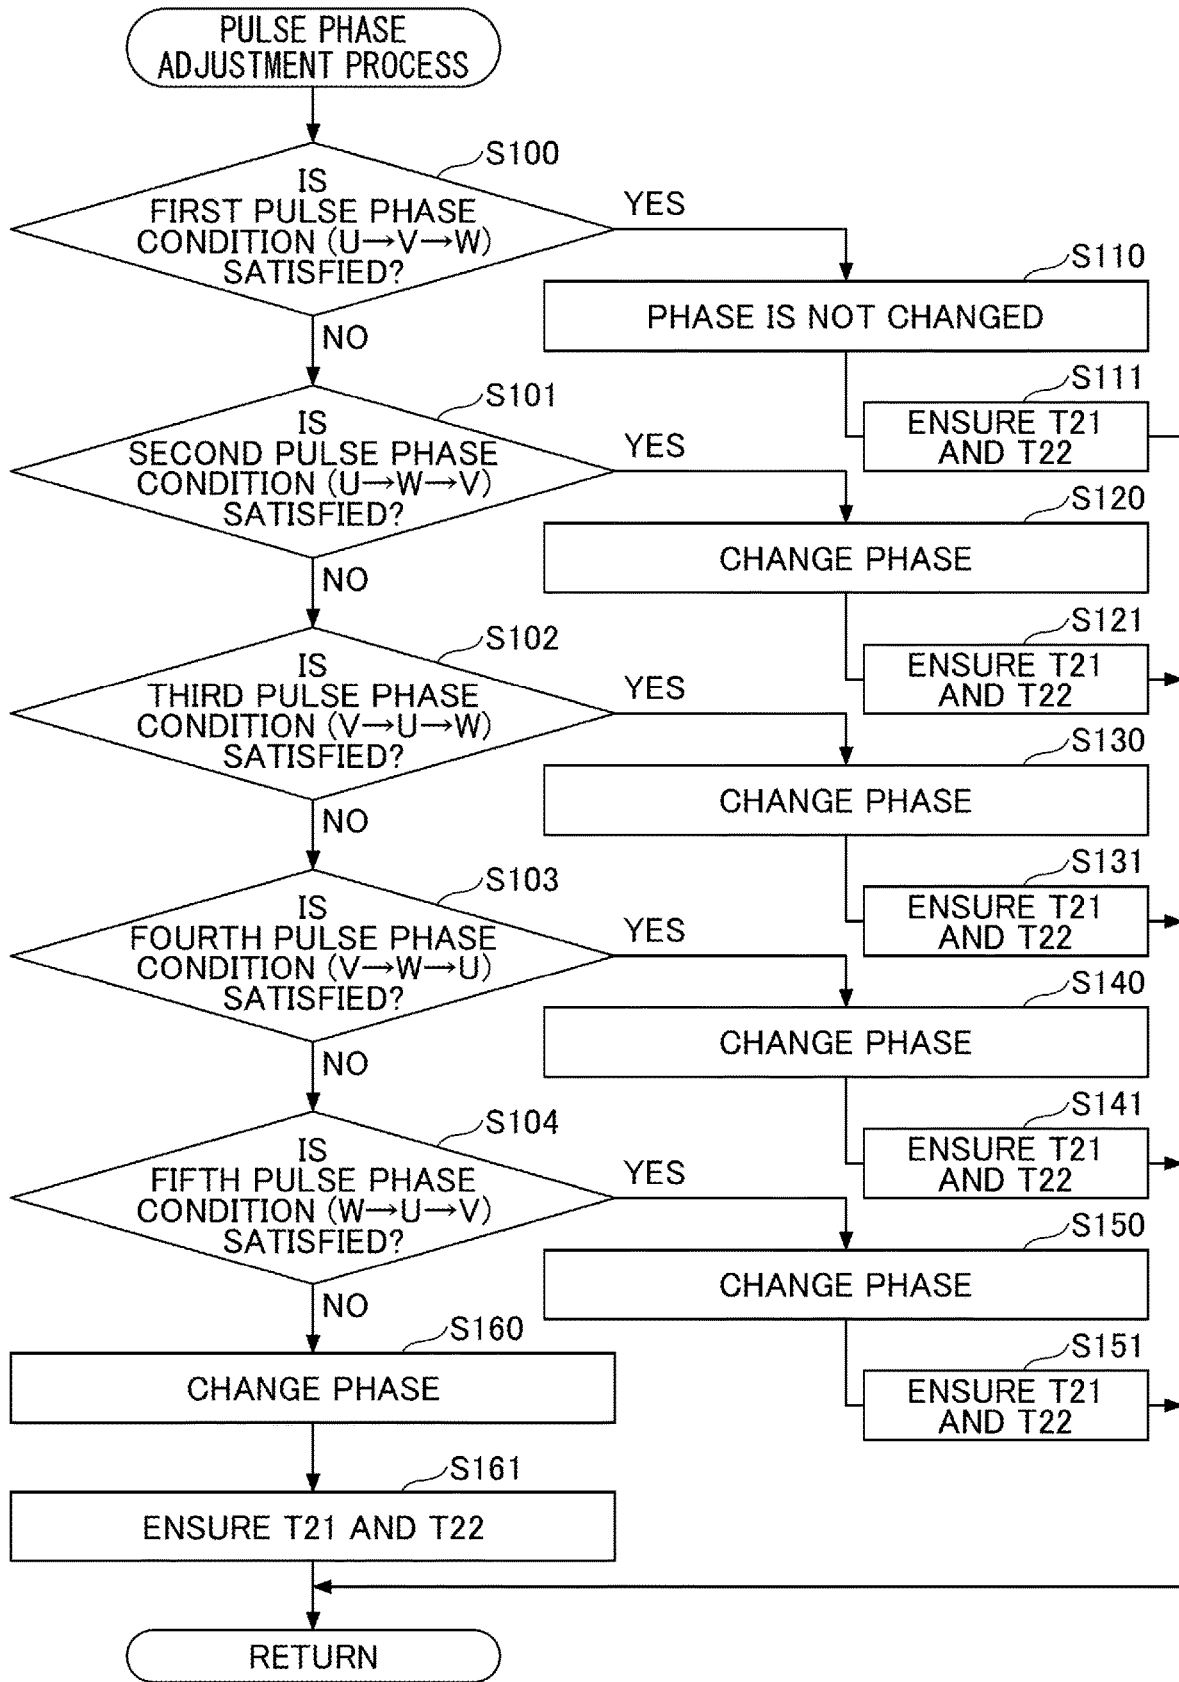 PULSE PHASE
ADJUSTMENT PROCESS
S100
IS
FIRST PULSE PHASE
CONDITION (U→V→W)
SATISFIED?
YES
NO
S110
PHASE IS NOT CHANGED
S111
ENSURE T21
AND T22
S101
IS
SECOND PULSE PHASE
CONDITION (U→W→V)
SATISFIED?
YES
NO
S120
CHANGE PHASE
S121
ENSURE T21
AND T22
S102
IS
THIRD PULSE PHASE
CONDITION (V→U→W)
SATISFIED?
YES
NO
S130
CHANGE PHASE
S131
ENSURE T21
AND T22
S103
IS
FOURTH PULSE PHASE
CONDITION (V→W→U)
SATISFIED?
YES
NO
S140
CHANGE PHASE
S141
ENSURE T21
AND T22
S104
IS
FIFTH PULSE PHASE
CONDITION (W→U→V)
SATISFIED?
YES
NO
S150
CHANGE PHASE
S151
ENSURE T21
AND T22
S160
CHANGE PHASE
S161
ENSURE T21 AND T22
RETURN